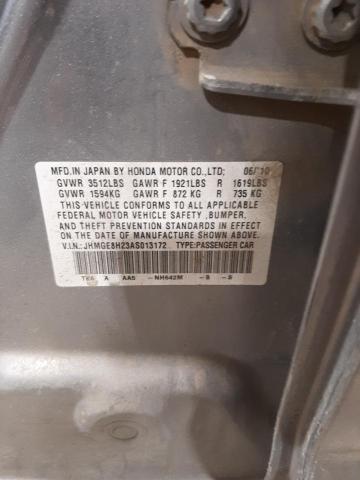 MFD. IN JAPAN BY HONDA MOTOR CO., LTD; 06/10
GVWR 3512LBS GAWR F 1921LBS R 1619LBS
GVWR 1594KG GAWR F 872 KG R 735 KG
THIS VEHICLE CONFORMS TO ALL APPLICABLE
FEDERAL MOTOR VEHICLE SAFETY ,BUMPER,
AND THEFT PREVENTION STANDARDS IN EFFECT
ON THE DATE OF MANUFACTURE SHOWN ABOVE.
V.I.N.: JHMGE8H23AS013172 TYPE:PASSENGER CAR
A AA5 -NH642M -B -S